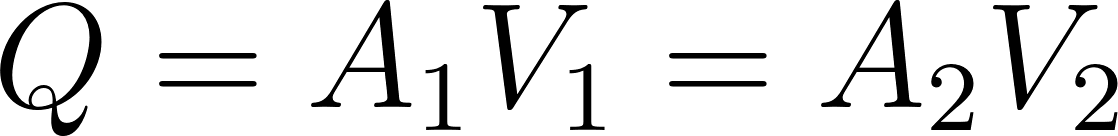 Q = A₁V₁ = A₂V₂